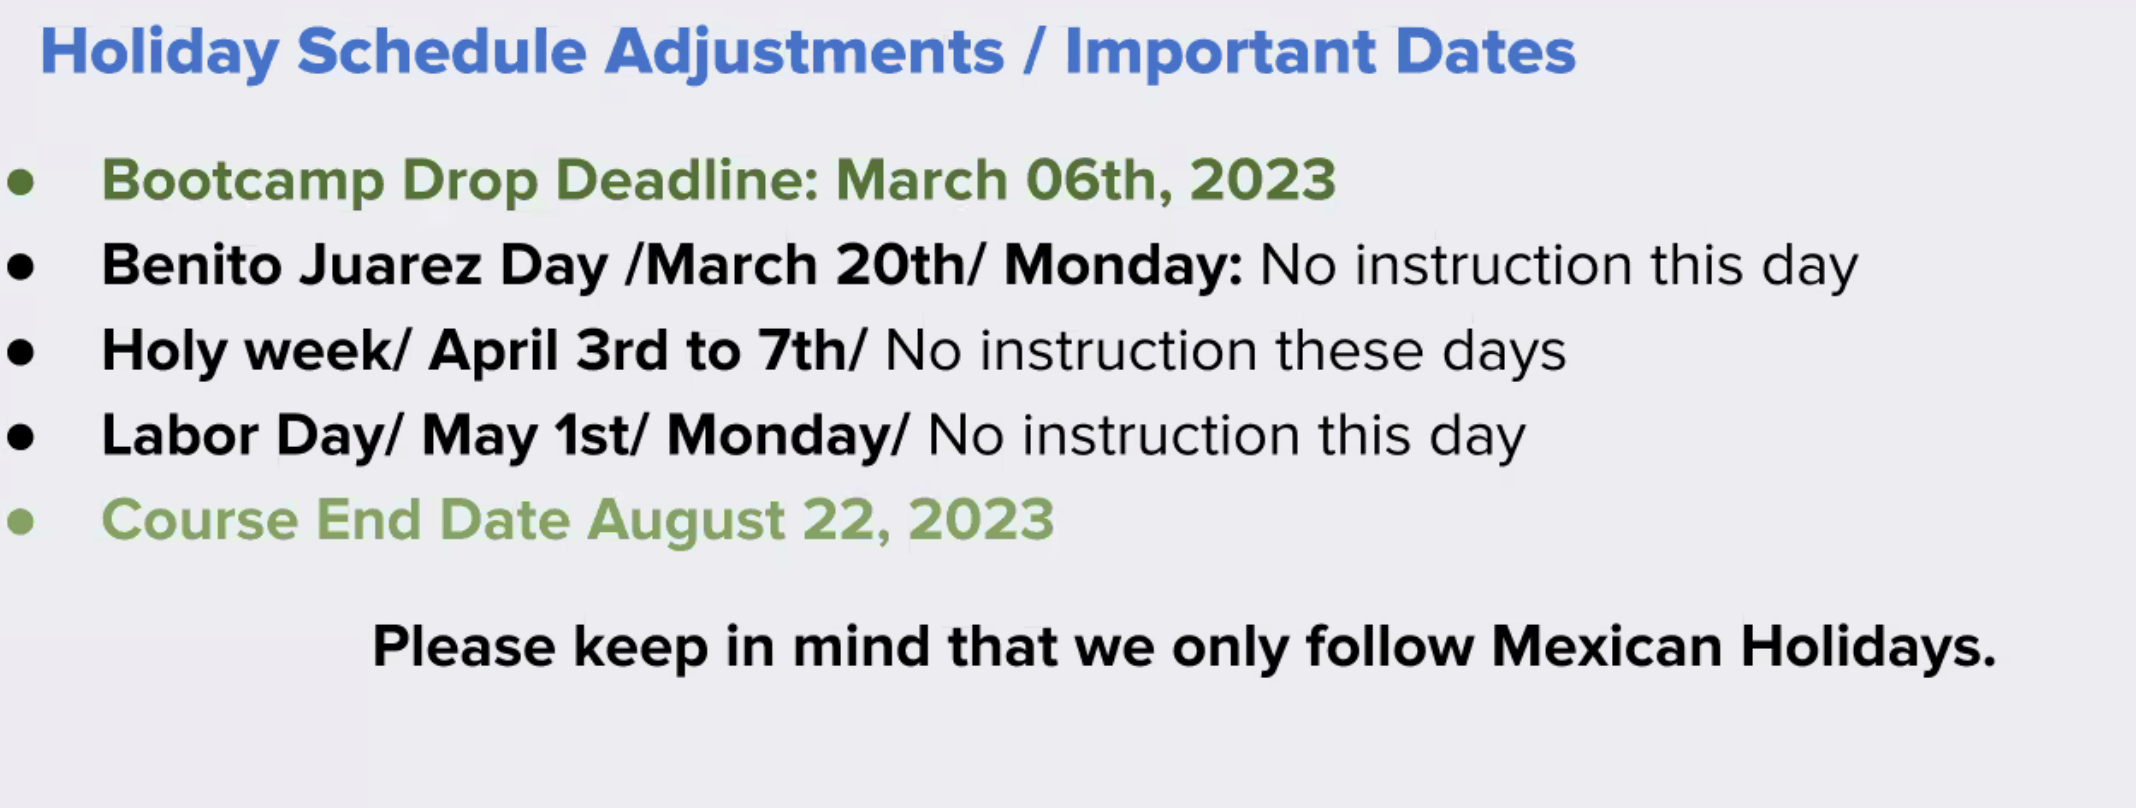 Holiday Schedule Adjustments / Important Dates
● Bootcamp Drop Deadline: March 06th, 2023
● Benito Juarez Day /March 20th/ Monday: No instruction this day
● Holy week/ April 3rd to 7th/ No instruction these days
● Labor Day/ May 1st/ Monday/ No instruction this day
● Course End Date August 22, 2023
Please keep in mind that we only follow Mexican Holidays.